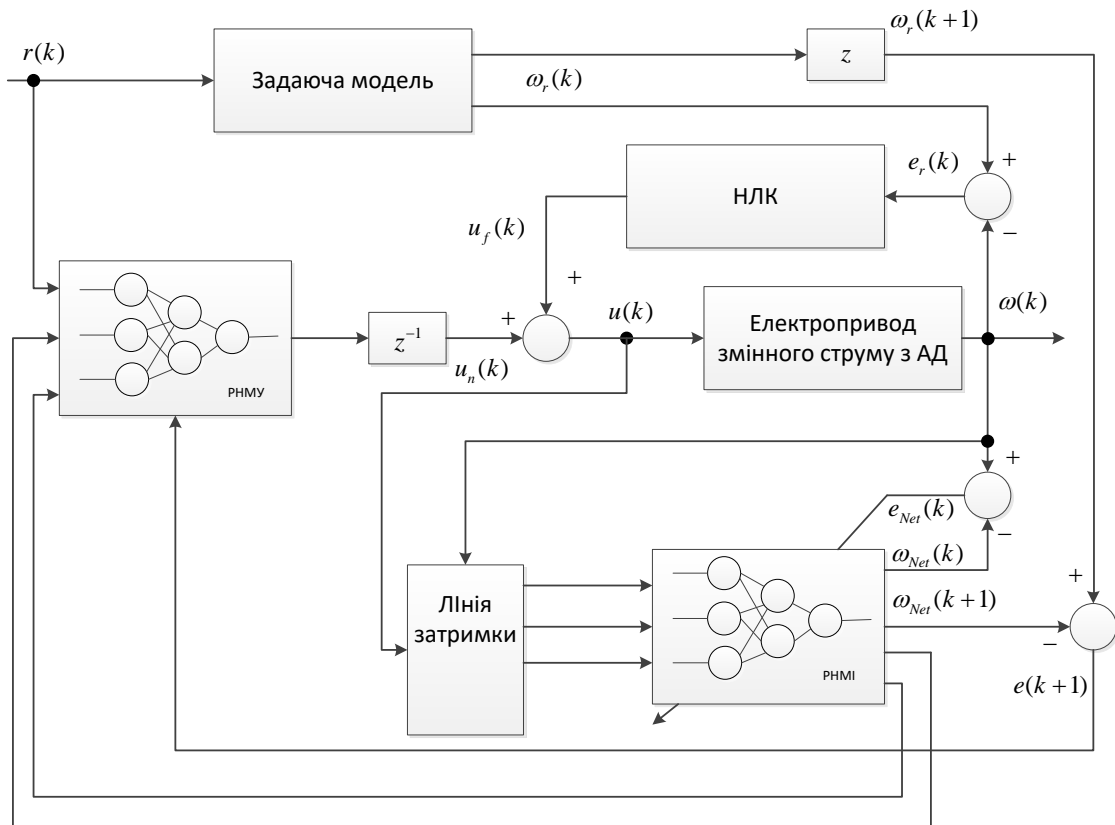 ω_r(k+1)
r(k)
Задаюча модель
z
ω_r(k)
+
e_r(k)
НЛК
−
u_f(k)
+
u(k)
ω(k)
Електропривод
змінного струму з АД
+
z⁻¹
u_n(k)
РНМУ
+
e_Net(k)
−
ω_Net(k)
+
ЛІнія
затримки
ω_Net(k+1)
−
РНМІ
e(k+1)